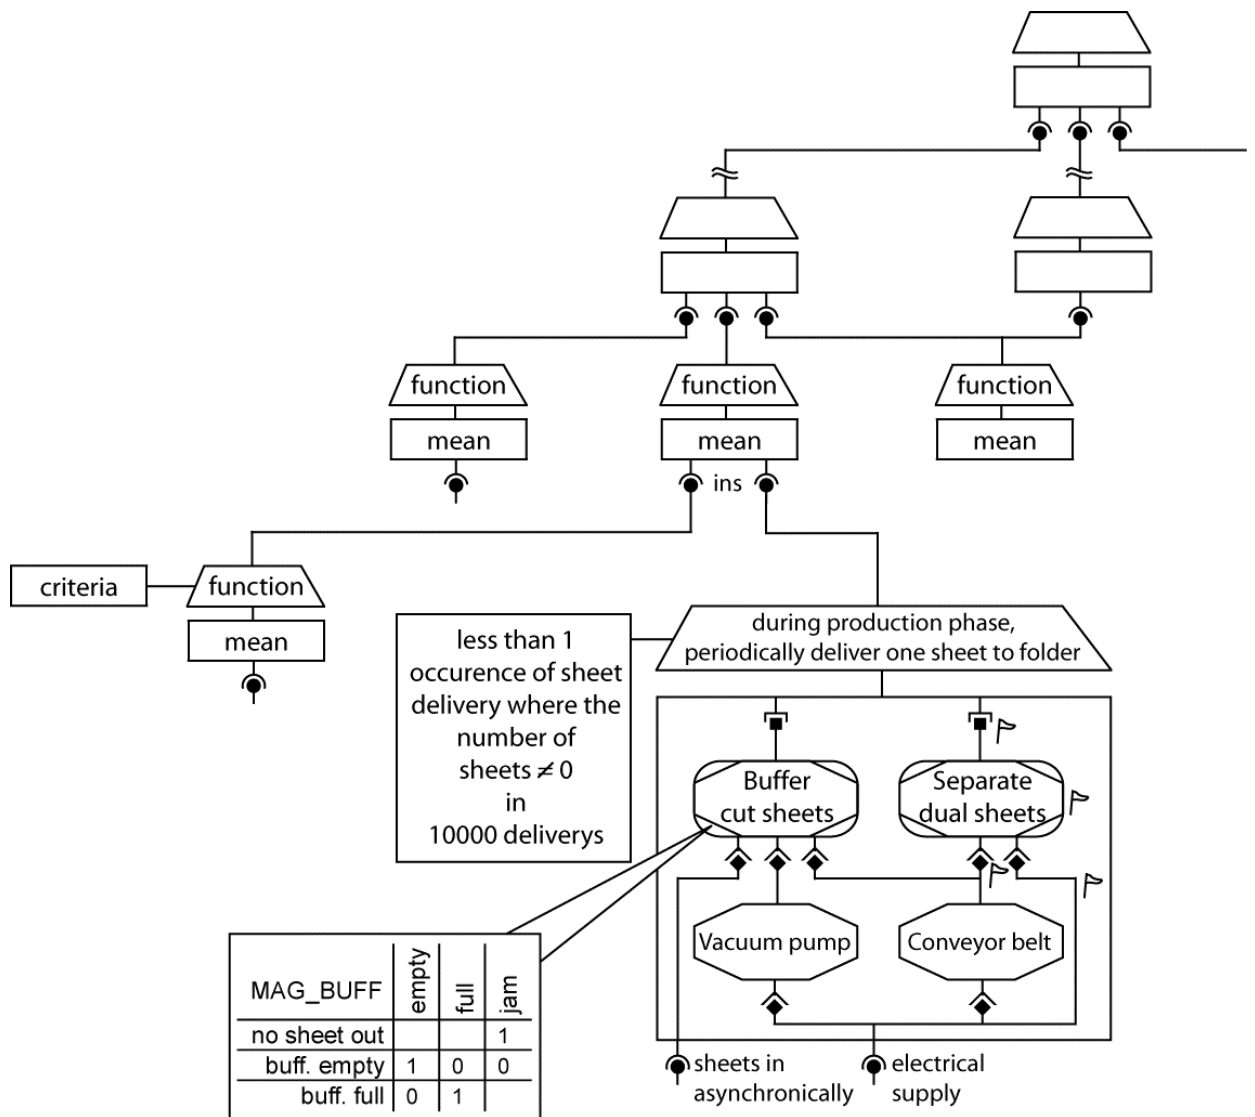 function
function
function
mean
mean
mean
ins
criteria
function
mean
less than 1
occurence of sheet
delivery where the
number of
sheets ≠ 0
in
10000 deliverys
during production phase,
periodically deliver one sheet to folder
Buffer
cut sheets
Separate
dual sheets
Vacuum pump
Conveyor belt
sheets in
asynchronically
electrical
supply
MAG_BUFF empty full jam
no sheet out 1
buff. empty 1 0 0
buff. full 0 1